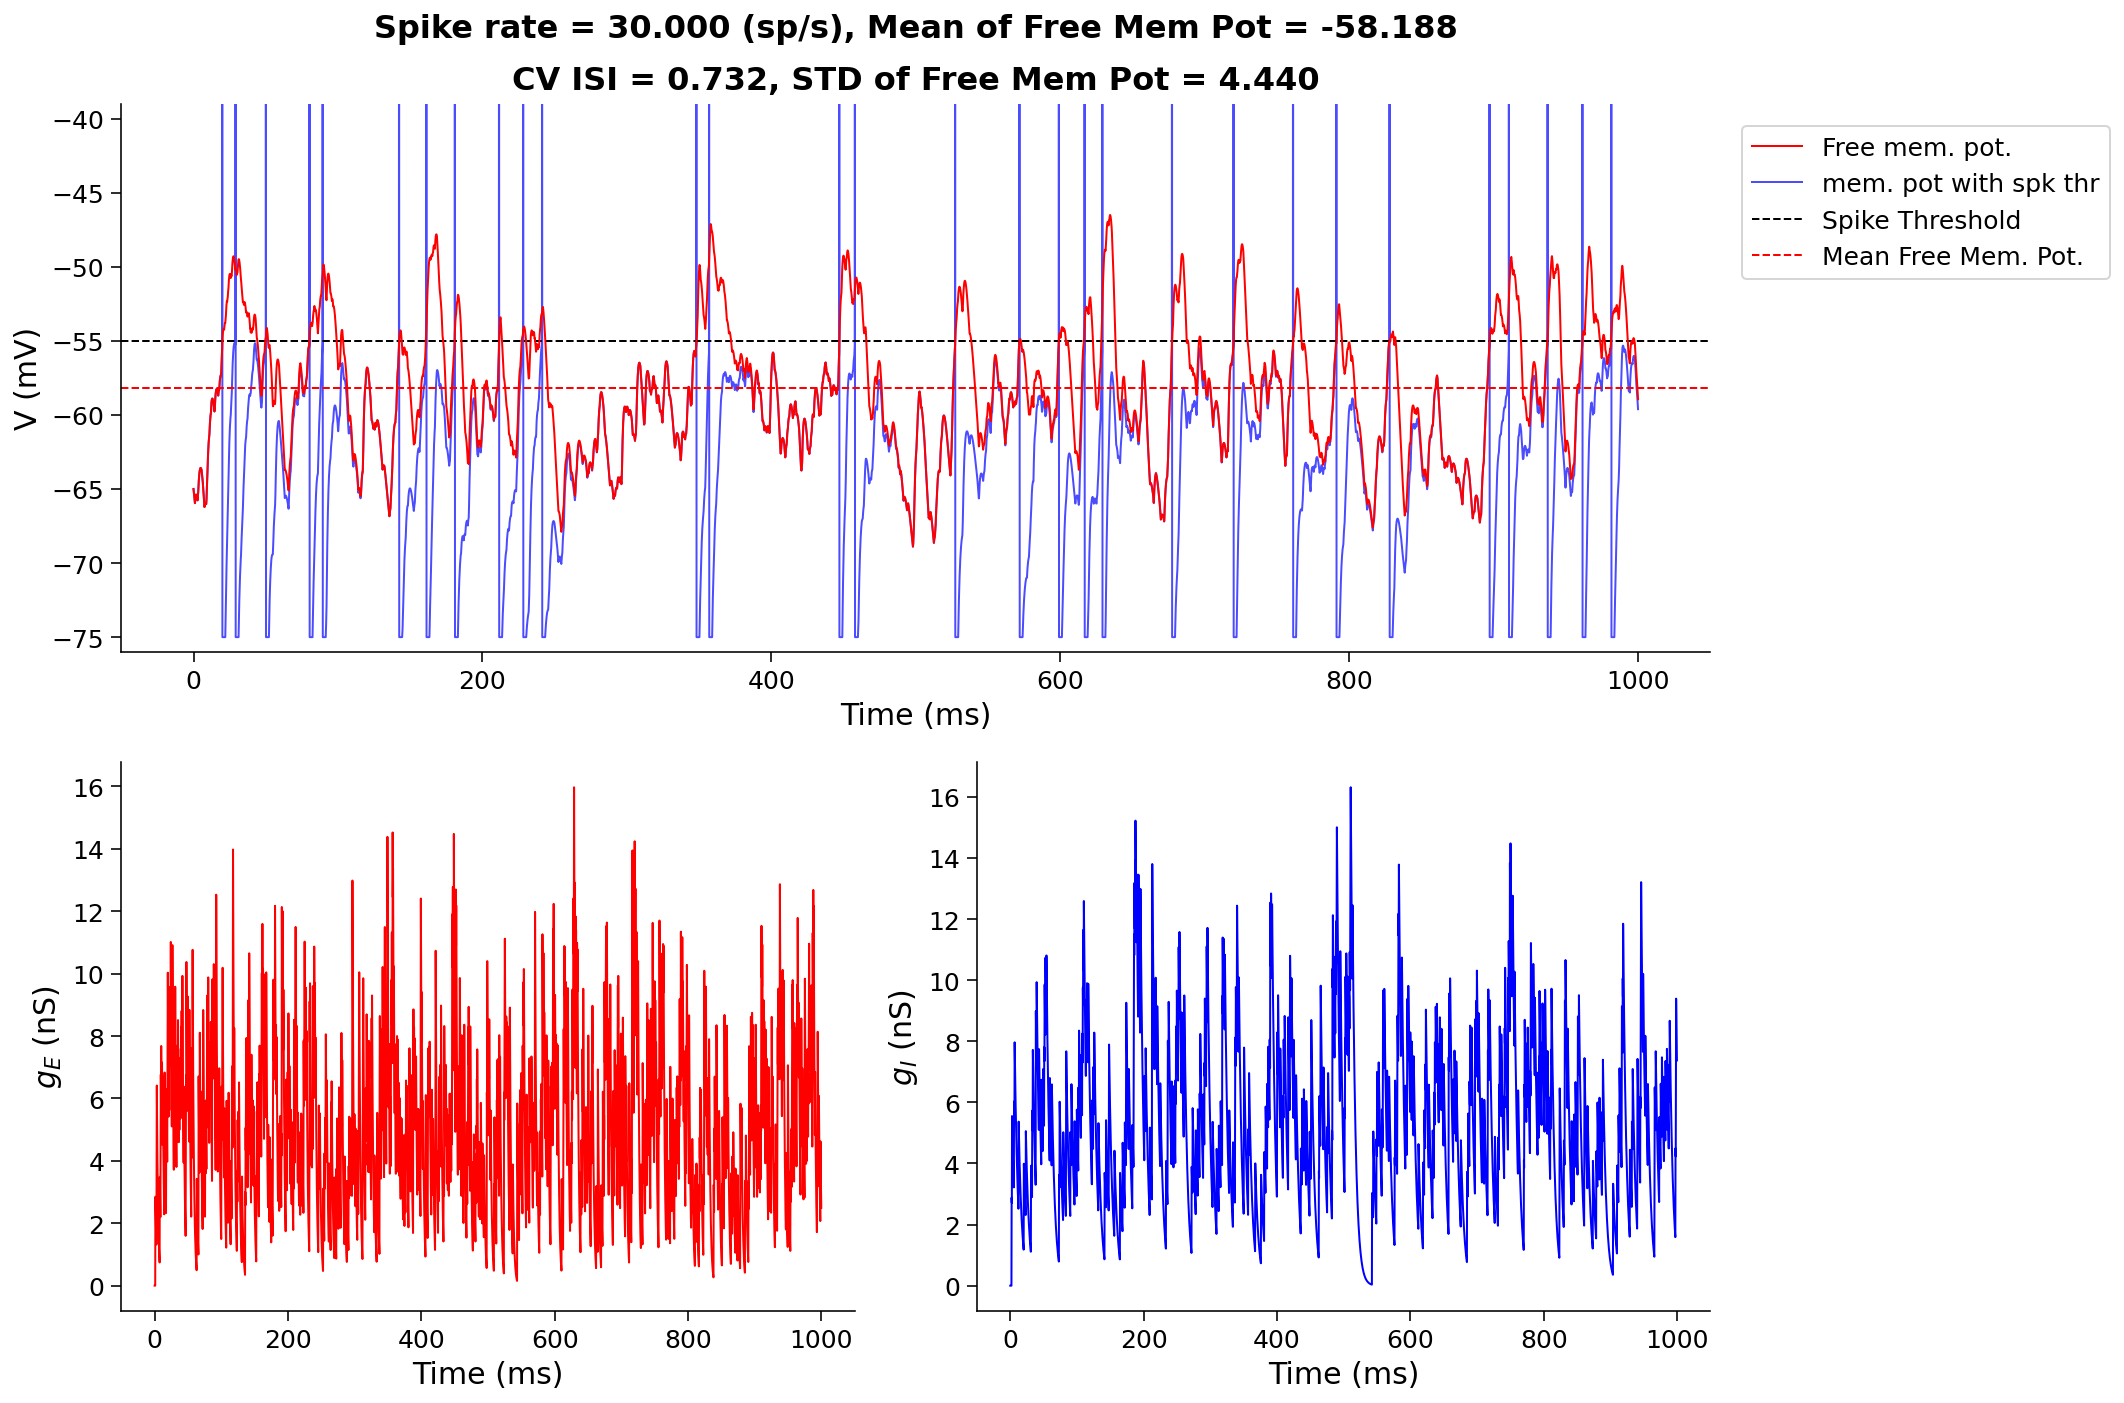 Spike rate = 30.000 (sp/s), Mean of Free Mem Pot = -58.188
CV ISI = 0.732, STD of Free Mem Pot = 4.440
−40
−45
−50
−55
−60
−65
−70
−75
V (mV)
0 200 400 600 800 1000
Time (ms)
Free mem. pot.
mem. pot with spk thr
Spike Threshold
Mean Free Mem. Pot.
16
14
12
10
8
6
4
2
0
g_E (nS)
0 200 400 600 800 1000
Time (ms)
16
14
12
10
8
6
4
2
0
g_I (nS)
0 200 400 600 800 1000
Time (ms)